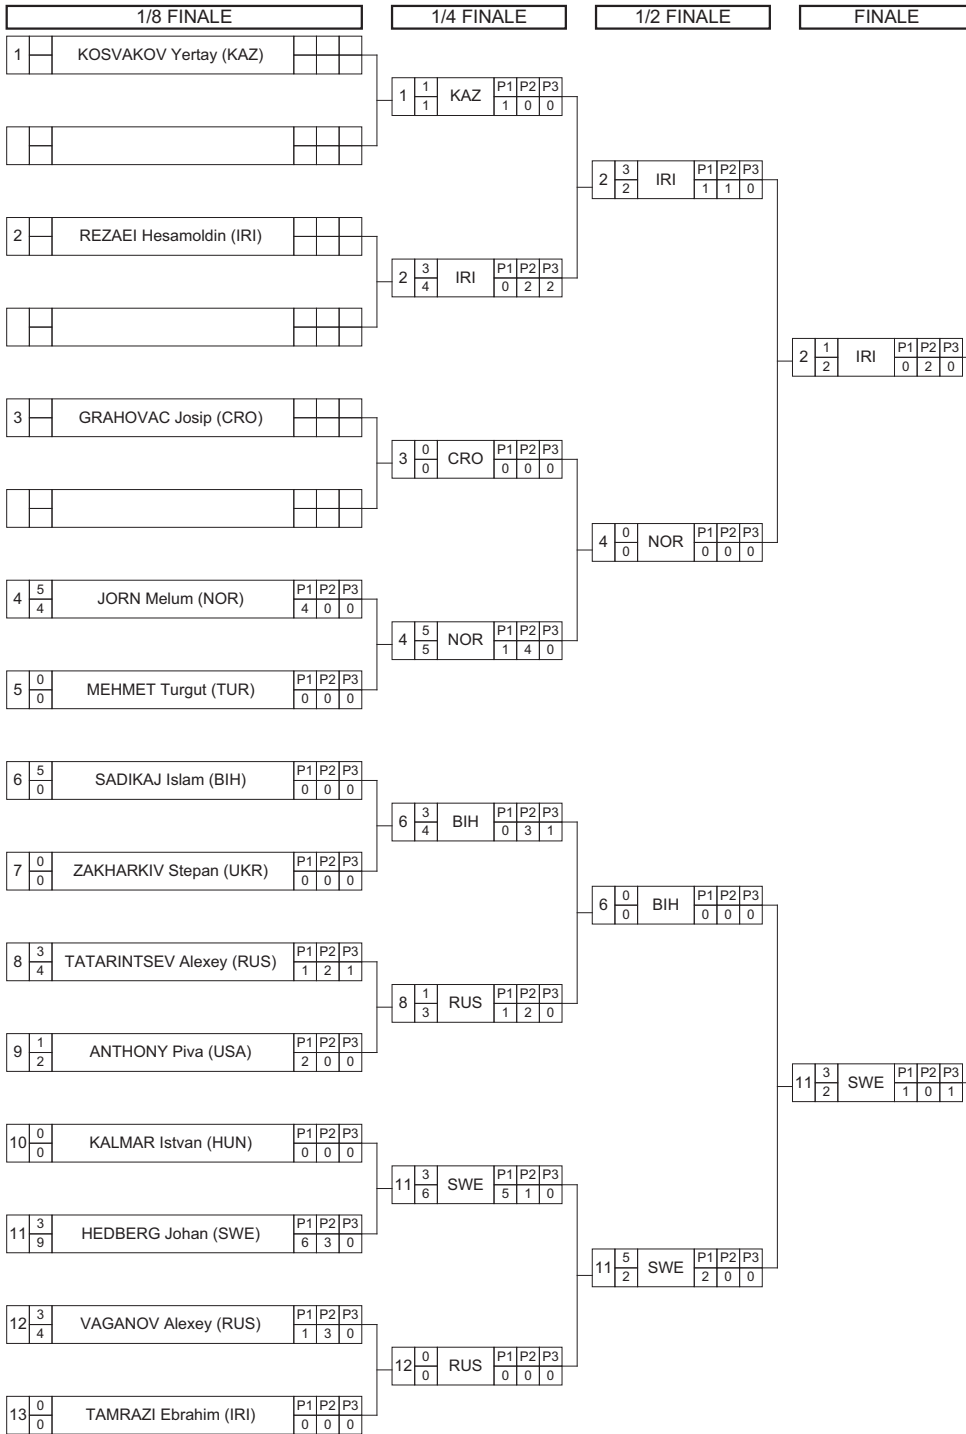 1/8 FINALE 1/4 FINALE 1/2 FINALE FINALE
1 KOSVAKOV Yertay (KAZ)
1 1 KAZ P1 P2 P3
1 1 0 0
2 3 IRI P1 P2 P3
2 1 1 0
2 REZAEI Hesamoldin (IRI)
2 3 IRI P1 P2 P3
4 0 2 2
2 1 IRI P1 P2 P3
2 0 2 0
3 GRAHOVAC Josip (CRO)
3 0 CRO P1 P2 P3
0 0 0 0
4 0 NOR P1 P2 P3
0 0 0 0
4 5 JORN Melum (NOR) P1 P2 P3
4 4 0 0
4 5 NOR P1 P2 P3
5 1 4 0
5 0 MEHMET Turgut (TUR) P1 P2 P3
0 0 0 0
6 5 SADIKAJ Islam (BIH) P1 P2 P3
0 0 0 0
6 3 BIH P1 P2 P3
4 0 3 1
7 0 ZAKHARKIV Stepan (UKR) P1 P2 P3
0 0 0 0
6 0 BIH P1 P2 P3
0 0 0 0
8 3 TATARINTSEV Alexey (RUS) P1 P2 P3
4 1 2 1
8 1 RUS P1 P2 P3
3 1 2 0
9 1 ANTHONY Piva (USA) P1 P2 P3
2 2 0 0
11 3 SWE P1 P2 P3
2 1 0 1
10 0 KALMAR Istvan (HUN) P1 P2 P3
0 0 0 0
11 3 SWE P1 P2 P3
6 5 1 0
11 3 HEDBERG Johan (SWE) P1 P2 P3
9 6 3 0
11 5 SWE P1 P2 P3
2 2 0 0
12 3 VAGANOV Alexey (RUS) P1 P2 P3
4 1 3 0
12 0 RUS P1 P2 P3
0 0 0 0
13 0 TAMRAZI Ebrahim (IRI) P1 P2 P3
0 0 0 0